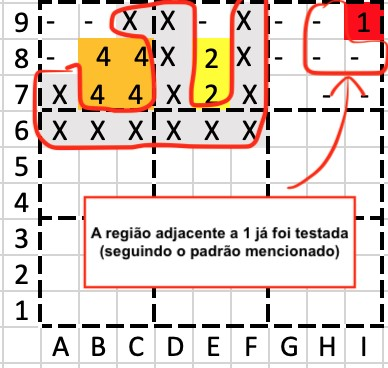 9 - - X X - X - - 1
8 - 4 4 X 2 X - - -
7 X 4 4 X 2 X - -
6 X X X X X X
5
4
A região adjacente a 1 já foi testada
3
(seguindo o padrão mencionado)
2
1
A B C D E F G H I